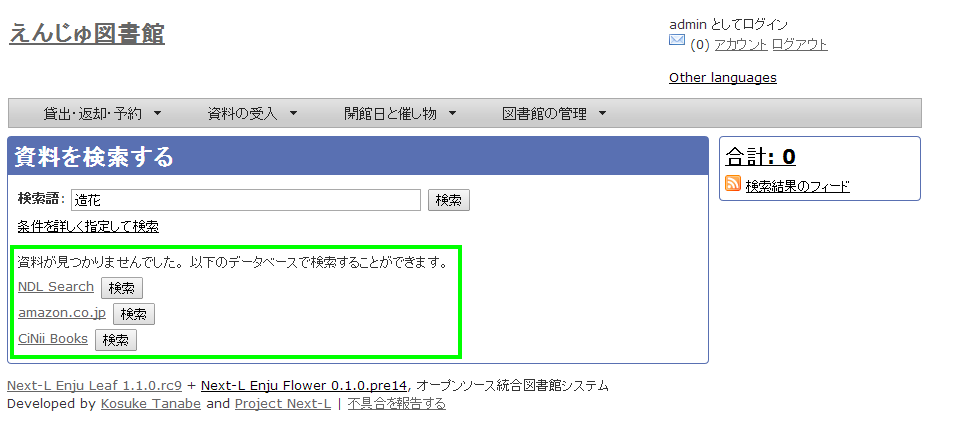 えんじゅ図書館
admin としてログイン
(0) アカウント ログアウト
Other languages
貸出・返却・予約 資料の受入 開館日と催し物 図書館の管理
資料を検索する
検索語: 造花 検索
条件を詳しく指定して検索
資料が見つかりませんでした。以下のデータベースで検索することができます。
NDL Search 検索
amazon.co.jp 検索
CiNii Books 検索
合計: 0
検索結果のフィード
Next-L Enju Leaf 1.1.0.rc9 + Next-L Enju Flower 0.1.0.pre14, オープンソース統合図書館システム
Developed by Kosuke Tanabe and Project Next-L | 不具合を報告する